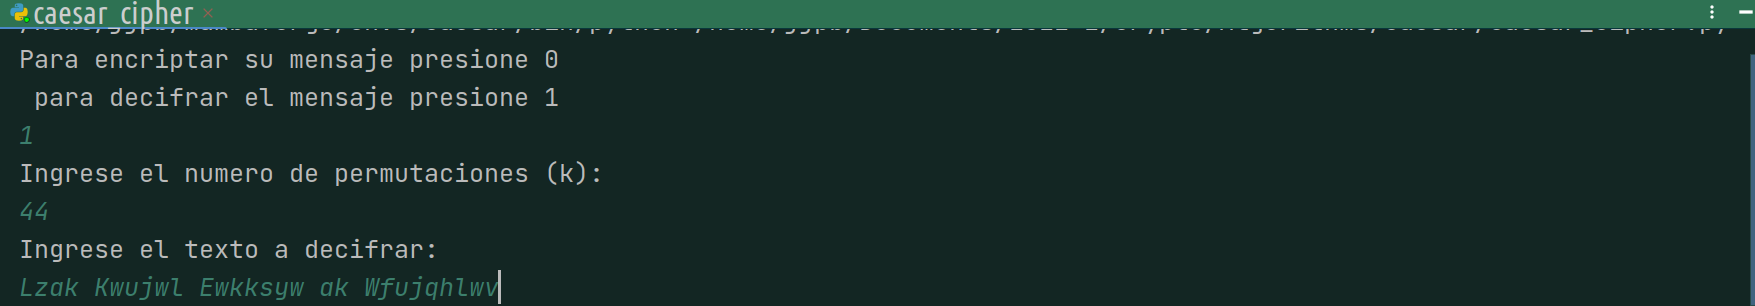 caesar_cipher
Para encriptar su mensaje presione 0
para decifrar el mensaje presione 1
1
Ingrese el numero de permutaciones (k):
44
Ingrese el texto a decifrar:
Lzak Kwujwl Ewkksyw ak Wfujqhlwv